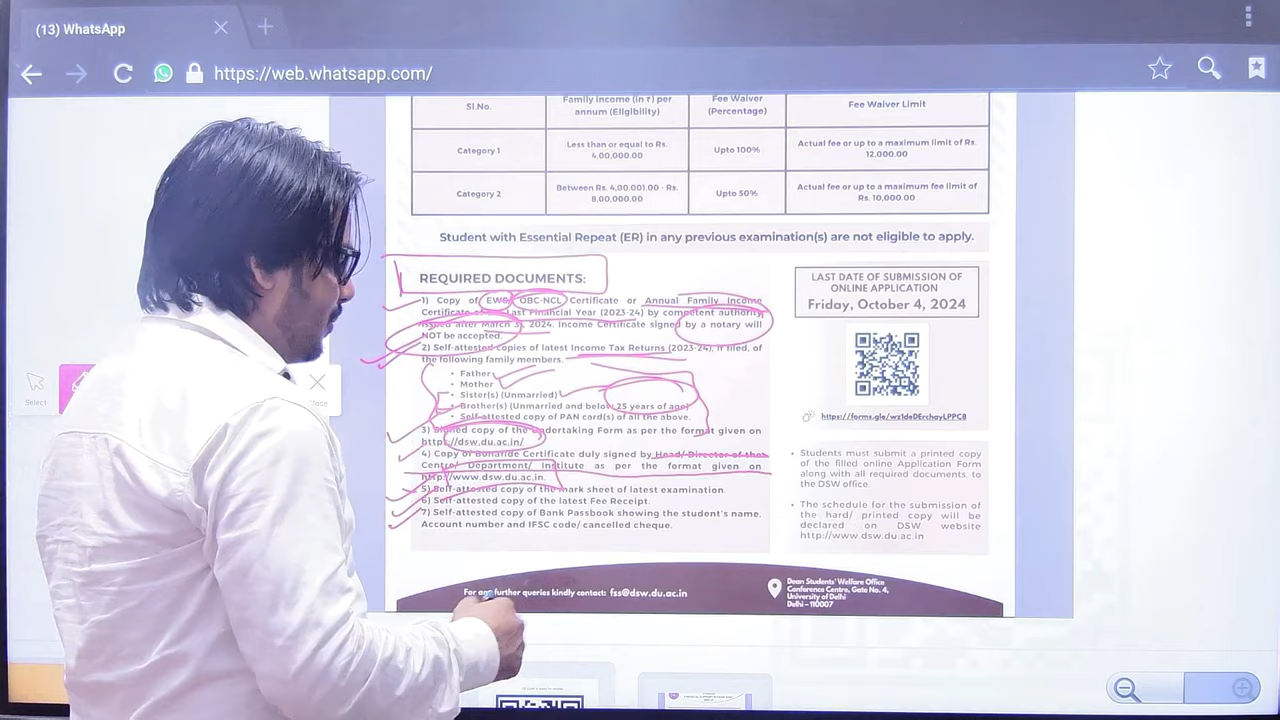 (13) WhatsApp
https://web.whatsapp.com/
Sl.No.
Family income (in ₹) per
annum (Eligibility)
Fee Waiver
(Percentage)
Fee Waiver Limit
Category 1
Less than or equal to Rs.
4,00,000.00
Upto 100%
Actual fee or up to a maximum limit of Rs.
12,000.00
Category 2
Between Rs. 4,00,001.00 - Rs.
8,00,000.00
Upto 50%
Actual fee or up to a maximum fee limit of
Rs. 10,000.00
Student with Essential Repeat (ER) in any previous examination(s) are not eligible to apply.
REQUIRED DOCUMENTS:
1) Copy of EWS/ OBC-NCL Certificate or Annual Family Income
Certificate of Last Financial Year (2023-24) by competent authority,
issued after March 31, 2024. Income Certificate signed by a notary will
NOT be accepted.
2) Self-attested copies of latest Income Tax Returns (2023-24), if filed, of
the following family members.
• Father
• Mother
• Sister(s) (Unmarried)
• Brother(s) (Unmarried and below 25 years of age)
• Self-attested copy of PAN card(s) of all the above.
3) Signed copy of the undertaking Form as per the format given on
http://dsw.du.ac.in/
4) Copy of Bonafide Certificate duly signed by Head/ Director of the
Centre/ Department/ Institute as per the format given on
http://www.dsw.du.ac.in.
5) Self-attested copy of the mark sheet of latest examination.
6) Self-attested copy of the latest Fee Receipt.
7) Self-attested copy of Bank Passbook showing the student's name,
Account number and IFSC code/ cancelled cheque.
LAST DATE OF SUBMISSION OF
ONLINE APPLICATION
Friday, October 4, 2024
• Students must submit a printed copy
of the filled online Application Form
along with all required documents, to
the DSW office.
• The schedule for the submission of
the hard/ printed copy will be
declared on DSW website
http://www.dsw.du.ac.in
Select
For any further queries kindly contact: fss@dsw.du.ac.in
Dean Students' Welfare Office
Conference Centre, Gate No. 4,
University of Delhi
Delhi - 110007